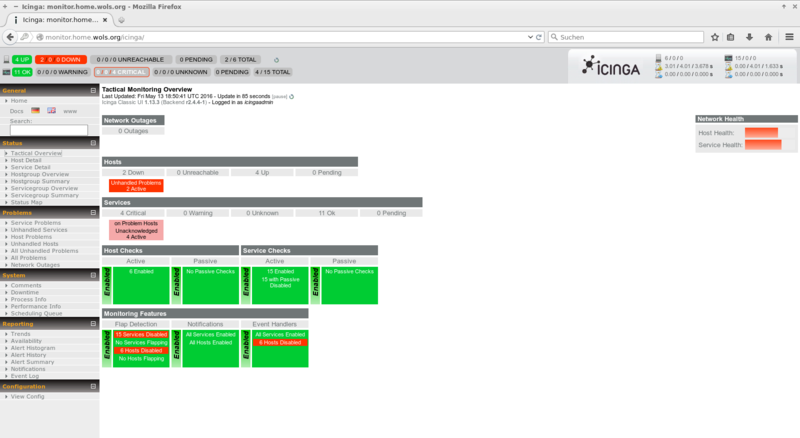 Icinga: monitor.home.wols.org - Mozilla Firefox
Icinga: monitor.home....
monitor.home.wols.org/icinga/
Suchen
4 UP
2 0 0 DOWN
0 / 0 / 0 UNREACHABLE
0 PENDING
2 / 6 TOTAL
11 OK
0 / 0 / 0 WARNING
CRITICAL
0 / 0 / 0 UNKNOWN
0 PENDING
4 / 15 TOTAL
ICINGA
6 / 0 / 0
3.01 / 4.01 / 3.678 s
0.00 / 0.00 / 0.000 s
15 / 0 / 0
0.00 / 4.01 / 1.633 s
0.00 / 0.00 / 0.000 s
General
Home
Docs
www
Search:
Status
Tactical Overview
Host Detail
Service Detail
Hostgroup Overview
Hostgroup Summary
Servicegroup Overview
Servicegroup Summary
Status Map
Problems
Service Problems
Unhandled Services
Host Problems
Unhandled Hosts
All Unhandled Problems
All Problems
Network Outages
System
Comments
Downtime
Process Info
Performance Info
Scheduling Queue
Reporting
Trends
Availability
Alert Histogram
Alert History
Alert Summary
Notifications
Event Log
Configuration
View Config
Tactical Monitoring Overview
Last Updated: Fri May 13 18:50:41 UTC 2016 - Update in 85 seconds [pause]
Icinga Classic UI 1.13.3 (Backend r2.4.4-1) - Logged in as icingaadmin
Network Outages
0 Outages
Network Health
Host Health:
Service Health:
Hosts
2 Down
0 Unreachable
4 Up
0 Pending
Unhandled Problems
2 Active
Services
4 Critical
0 Warning
0 Unknown
11 Ok
0 Pending
on Problem Hosts
Unacknowledged
4 Active
Host Checks
Service Checks
Active
Passive
Active
Passive
Enabled
6 Enabled
Enabled
No Passive Checks
Enabled
15 Enabled
15 with Passive
Disabled
Enabled
No Passive Checks
Monitoring Features
Flap Detection
Notifications
Event Handlers
Enabled
15 Services Disabled
No Services Flapping
6 Hosts Disabled
No Hosts Flapping
Enabled
All Services Enabled
All Hosts Enabled
Enabled
All Services Enabled
6 Hosts Disabled